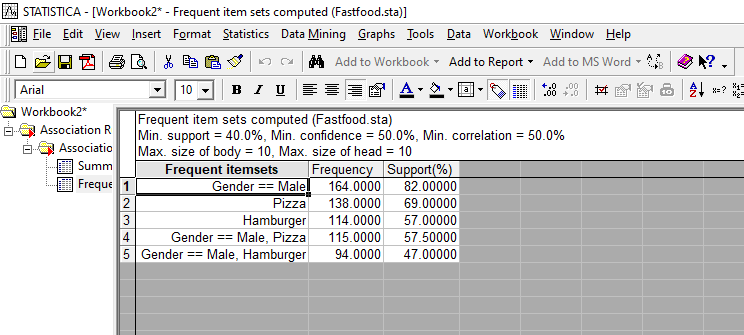 STATISTICA - [Workbook2* - Frequent item sets computed (Fastfood.sta)]
File Edit View Insert Format Statistics Data Mining Graphs Tools Data Workbook Window Help
Add to Workbook Add to Report Add to MS Word
Arial 10 B I U
Workbook2*
Association R
Associatio
Summ
Freque
Frequent item sets computed (Fastfood.sta)
Min. support = 40.0%, Min. confidence = 50.0%, Min. correlation = 50.0%
Max. size of body = 10, Max. size of head = 10
Frequent itemsets Frequency Support(%)
1 Gender == Male 164.0000 82.00000
2 Pizza 138.0000 69.00000
3 Hamburger 114.0000 57.00000
4 Gender == Male, Pizza 115.0000 57.50000
5 Gender == Male, Hamburger 94.0000 47.00000